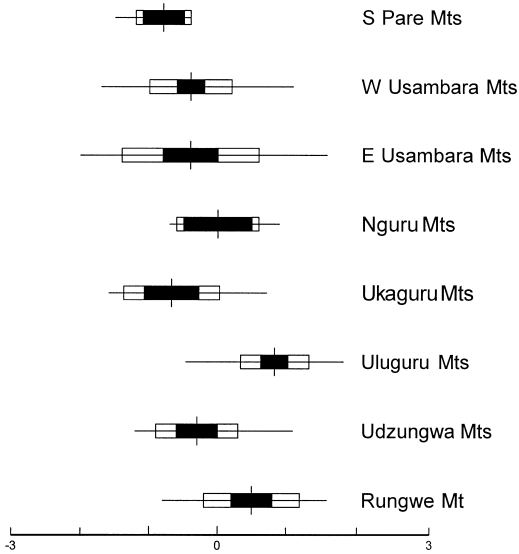 S Pare Mts
W Usambara Mts
E Usambara Mts
Nguru Mts
Ukaguru Mts
Uluguru Mts
Udzungwa Mts
Rungwe Mt
-3 0 3